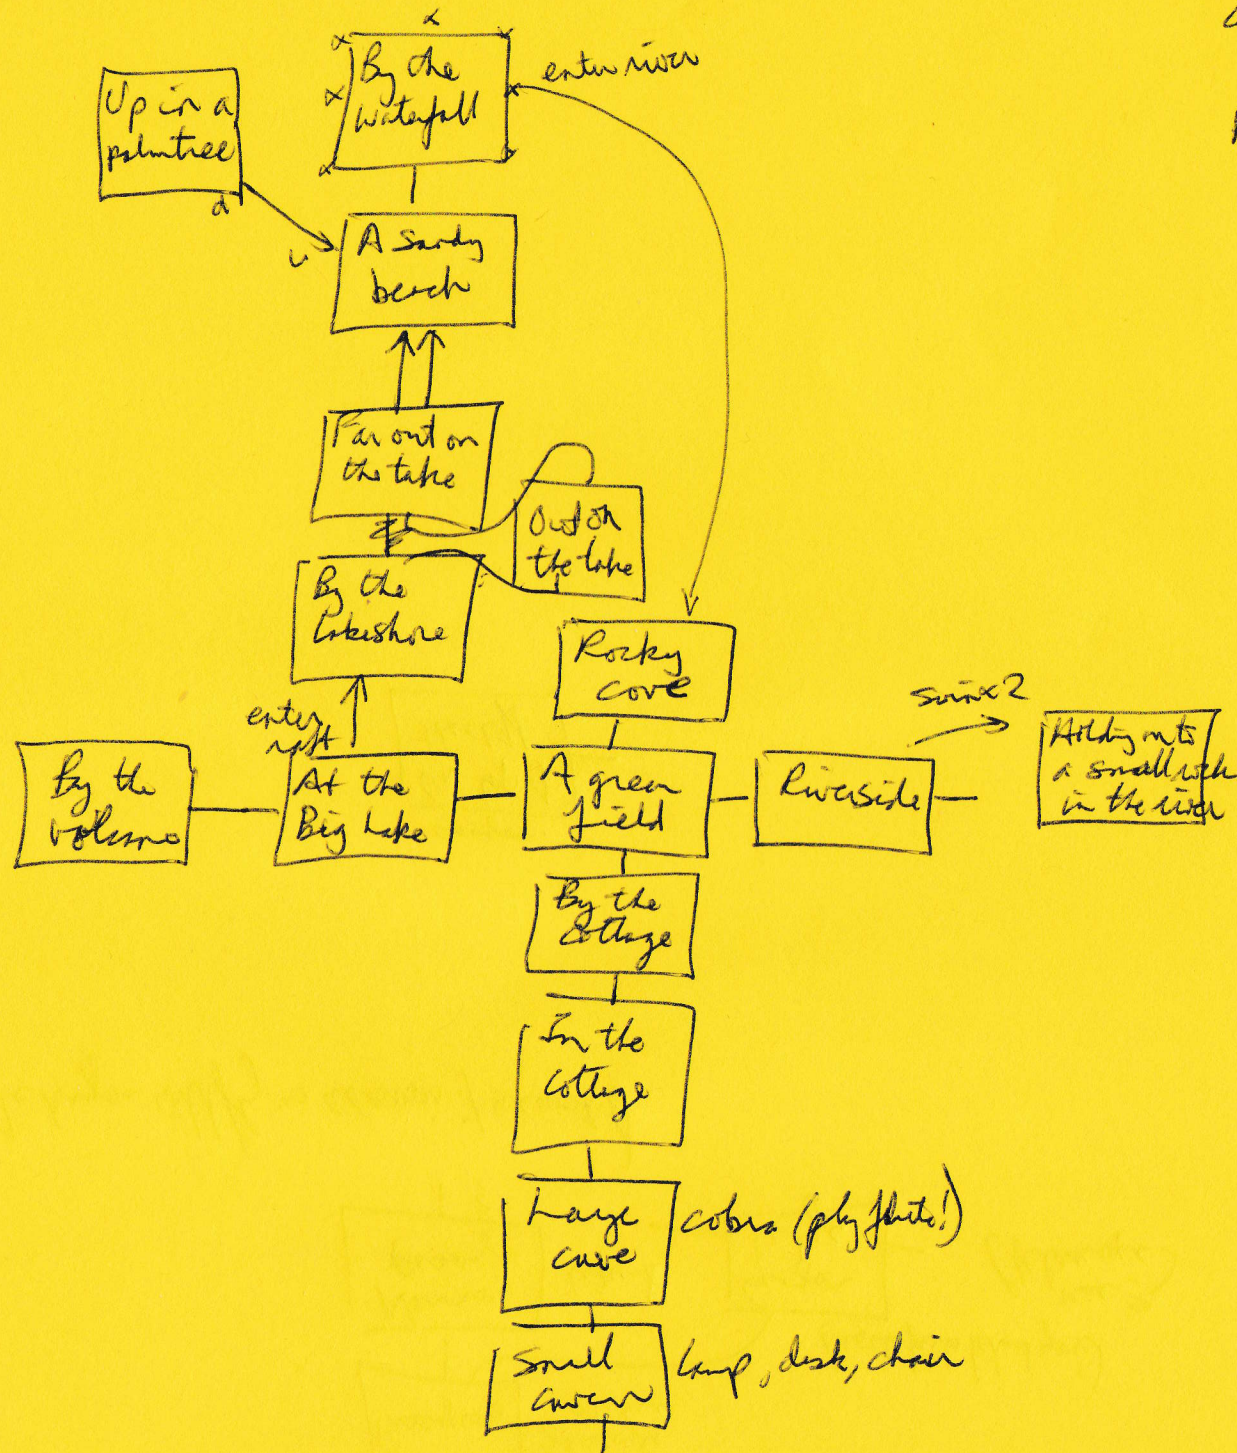 By the
waterfall
enter river
Up in a
palmtree
d
u
A Sandy
beach
Far out on
the lake
Out on
the lake
By the
Lakeshore
Rocky
cove
enter
raft
swim x2
By the
volcano
At the
Big Lake
A green
field
Riverside
Holding onto
a small rock
in the river
By the
cottage
In the
Cottage
Large
cave
cobra (play flute!)
Small
cavern
Lamp, desk, chair